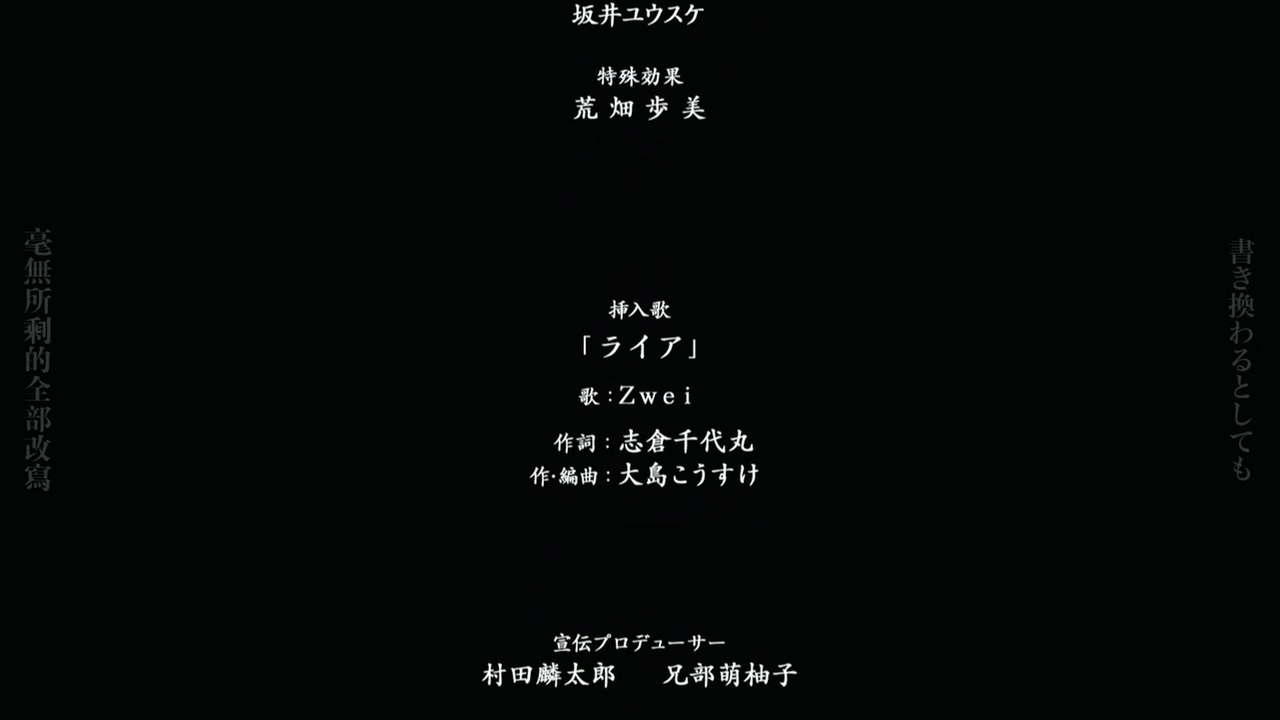 坂井ユウスケ
特殊効果
荒畑歩美
挿入歌
「ライア」
歌：Zwei
作詞：志倉千代丸
作・編曲：大島こうすけ
宣伝プロデューサー
村田麟太郎 兄部萌柚子
書き換わるとしても
毫無所剩的全部改寫